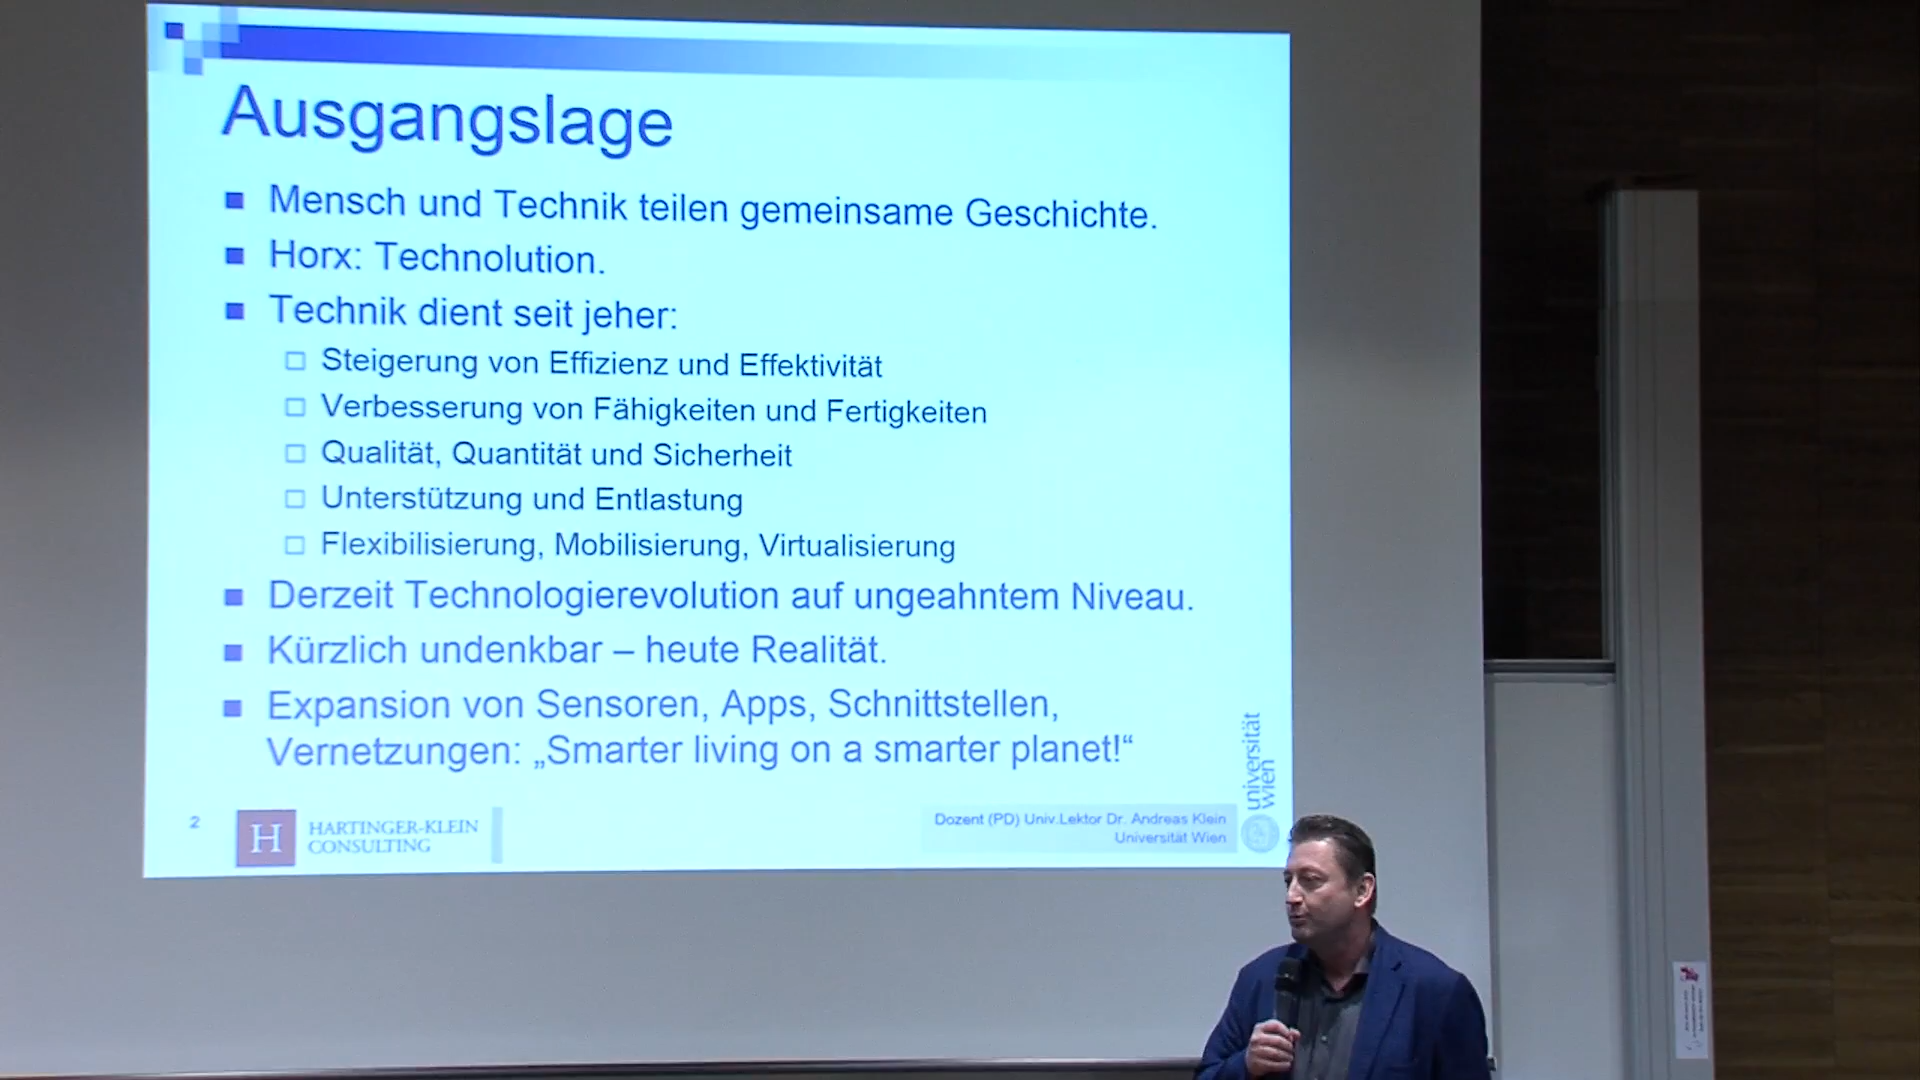 Ausgangslage
Mensch und Technik teilen gemeinsame Geschichte.
Horx: Technolution.
Technik dient seit jeher:
Steigerung von Effizienz und Effektivität
Verbesserung von Fähigkeiten und Fertigkeiten
Qualität, Quantität und Sicherheit
Unterstützung und Entlastung
Flexibilisierung, Mobilisierung, Virtualisierung
Derzeit Technologierevolution auf ungeahntem Niveau.
Kürzlich undenkbar – heute Realität.
Expansion von Sensoren, Apps, Schnittstellen,
Vernetzungen: „Smarter living on a smarter planet!“
2
H
HARTINGER-KLEIN
CONSULTING
Dozent (PD) Univ.Lektor Dr. Andreas Klein
Universität Wien
universität
wien